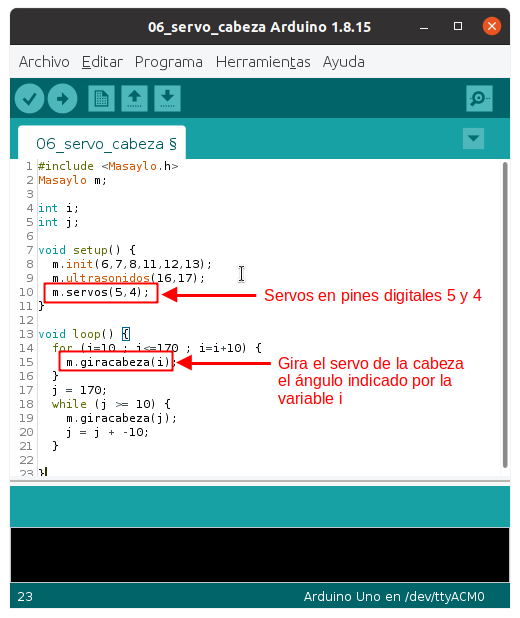 06_servo_cabeza Arduino 1.8.15
Archivo Editar Programa Herramientas Ayuda
06_servo_cabeza §
1 #include <Masaylo.h>
2 Masaylo m;
3
4 int i;
5 int j;
6
7 void setup() {
8 m.init(6,7,8,11,12,13);
9 m.ultrasonidos(16,17);
10 m.servos(5,4);
Servos en pines digitales 5 y 4
11 }
12
13 void loop() {
14 for (i=10 ; i<=170 ; i=i+10) {
15 m.giracabeza(i);
Gira el servo de la cabeza
el ángulo indicado por la
variable i
16 }
17 j = 170;
18 while (j >= 10) {
19 m.giracabeza(j);
20 j = j + -10;
21 }
22
23 }
23 Arduino Uno en /dev/ttyACM0